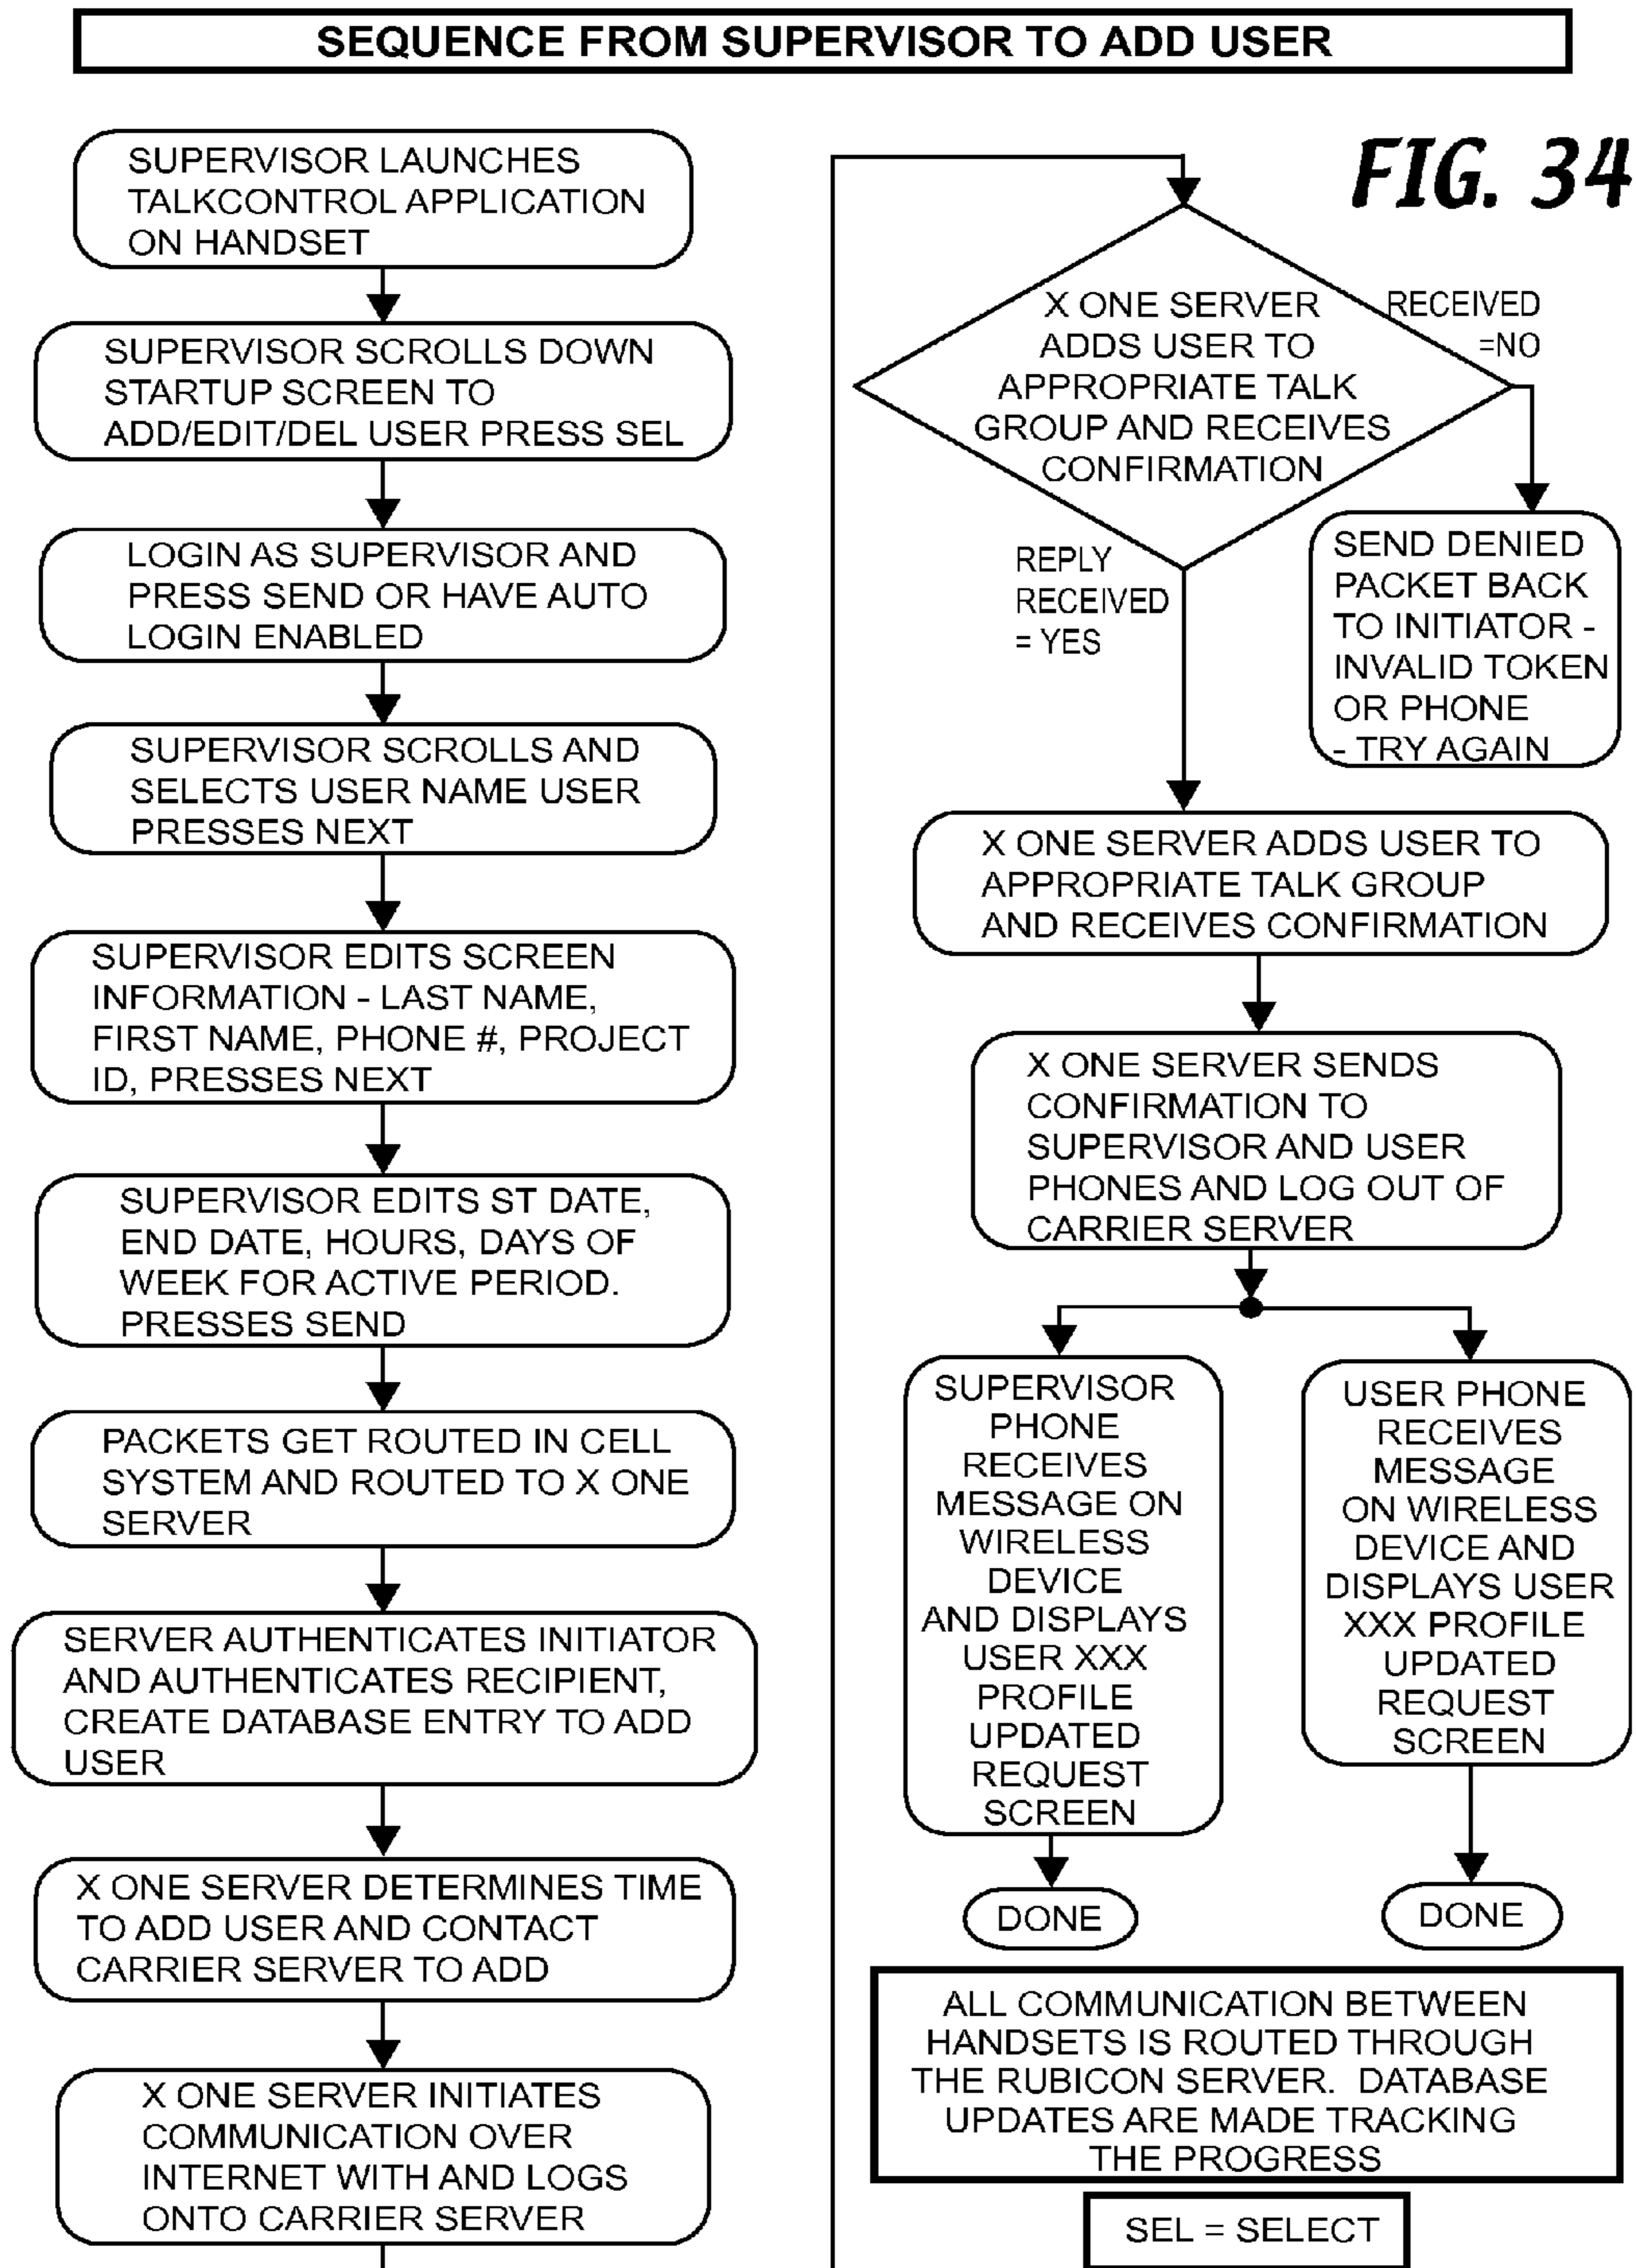 SEQUENCE FROM SUPERVISOR TO ADD USER
FIG. 34
SUPERVISOR LAUNCHES
TALKCONTROL APPLICATION
ON HANDSET
SUPERVISOR SCROLLS DOWN
STARTUP SCREEN TO
ADD/EDIT/DEL USER PRESS SEL
LOGIN AS SUPERVISOR AND
PRESS SEND OR HAVE AUTO
LOGIN ENABLED
SUPERVISOR SCROLLS AND
SELECTS USER NAME USER
PRESSES NEXT
SUPERVISOR EDITS SCREEN
INFORMATION - LAST NAME,
FIRST NAME, PHONE #, PROJECT
ID, PRESSES NEXT
SUPERVISOR EDITS ST DATE,
END DATE, HOURS, DAYS OF
WEEK FOR ACTIVE PERIOD.
PRESSES SEND
PACKETS GET ROUTED IN CELL
SYSTEM AND ROUTED TO X ONE
SERVER
SERVER AUTHENTICATES INITIATOR
AND AUTHENTICATES RECIPIENT,
CREATE DATABASE ENTRY TO ADD
USER
X ONE SERVER DETERMINES TIME
TO ADD USER AND CONTACT
CARRIER SERVER TO ADD
X ONE SERVER INITIATES
COMMUNICATION OVER
INTERNET WITH AND LOGS
ONTO CARRIER SERVER
X ONE SERVER
ADDS USER TO
APPROPRIATE TALK
GROUP AND RECEIVES
CONFIRMATION
RECEIVED
=NO
SEND DENIED
PACKET BACK
TO INITIATOR -
INVALID TOKEN
OR PHONE
- TRY AGAIN
REPLY
RECEIVED
= YES
X ONE SERVER ADDS USER TO
APPROPRIATE TALK GROUP
AND RECEIVES CONFIRMATION
X ONE SERVER SENDS
CONFIRMATION TO
SUPERVISOR AND USER
PHONES AND LOG OUT OF
CARRIER SERVER
SUPERVISOR
PHONE
RECEIVES
MESSAGE ON
WIRELESS
DEVICE
AND DISPLAYS
USER XXX
PROFILE
UPDATED
REQUEST
SCREEN
DONE
USER PHONE
RECEIVES
MESSAGE
ON WIRELESS
DEVICE AND
DISPLAYS USER
XXX PROFILE
UPDATED
REQUEST
SCREEN
DONE
ALL COMMUNICATION BETWEEN
HANDSETS IS ROUTED THROUGH
THE RUBICON SERVER. DATABASE
UPDATES ARE MADE TRACKING
THE PROGRESS
SEL = SELECT